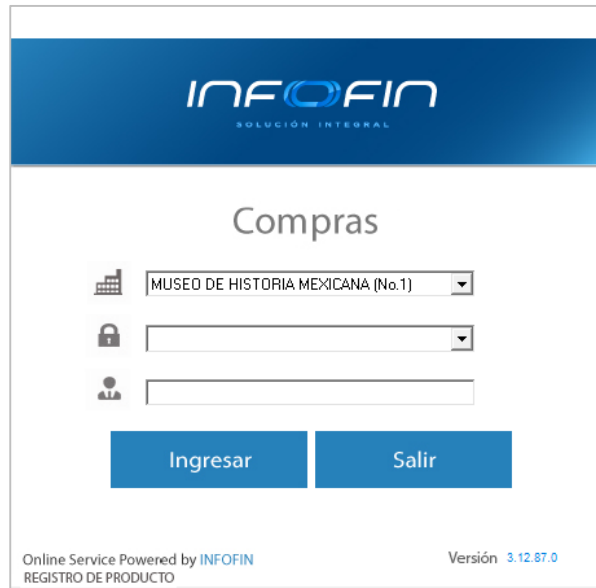 INFOFIN
SOLUCIÓN INTEGRAL
Compras
MUSEO DE HISTORIA MEXICANA (No.1)
Ingresar
Salir
Online Service Powered by INFOFIN
Versión 3.12.87.0
REGISTRO DE PRODUCTO